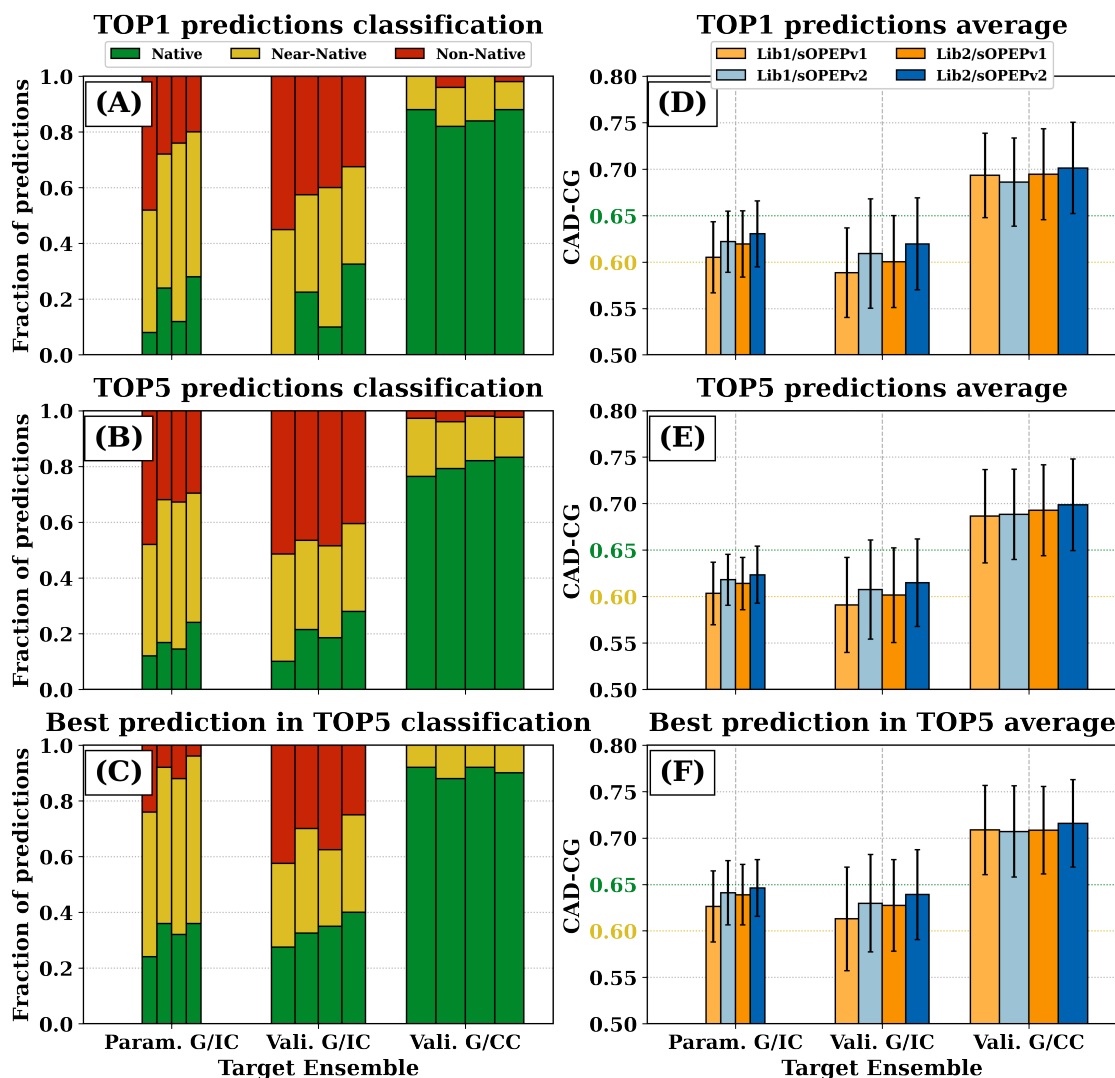 TOP1 predictions classification
Native Near-Native Non-Native
(A)
Fraction of predictions
1.0
0.8
0.6
0.4
0.2
0.0
TOP1 predictions average
Lib1/sOPEPv1 Lib2/sOPEPv1
Lib1/sOPEPv2 Lib2/sOPEPv2
(D)
CAD-CG
0.80
0.75
0.70
0.65
0.60
0.55
0.50
TOP5 predictions classification
(B)
Fraction of predictions
1.0
0.8
0.6
0.4
0.2
0.0
TOP5 predictions average
(E)
CAD-CG
0.80
0.75
0.70
0.65
0.60
0.55
0.50
Best prediction in TOP5 classification
(C)
Fraction of predictions
1.0
0.8
0.6
0.4
0.2
0.0
Param. G/IC Vali. G/IC Vali. G/CC
Target Ensemble
Best prediction in TOP5 average
(F)
CAD-CG
0.80
0.75
0.70
0.65
0.60
0.55
0.50
Param. G/IC Vali. G/IC Vali. G/CC
Target Ensemble